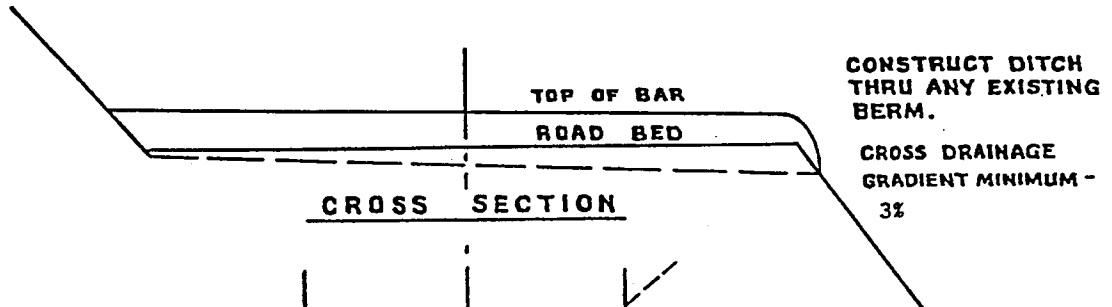 TOP OF BAR
ROAD BED
CROSS SECTION
CONSTRUCT DITCH
THRU ANY EXISTING
BERM.
CROSS DRAINAGE
GRADIENT MINIMUM -
3%